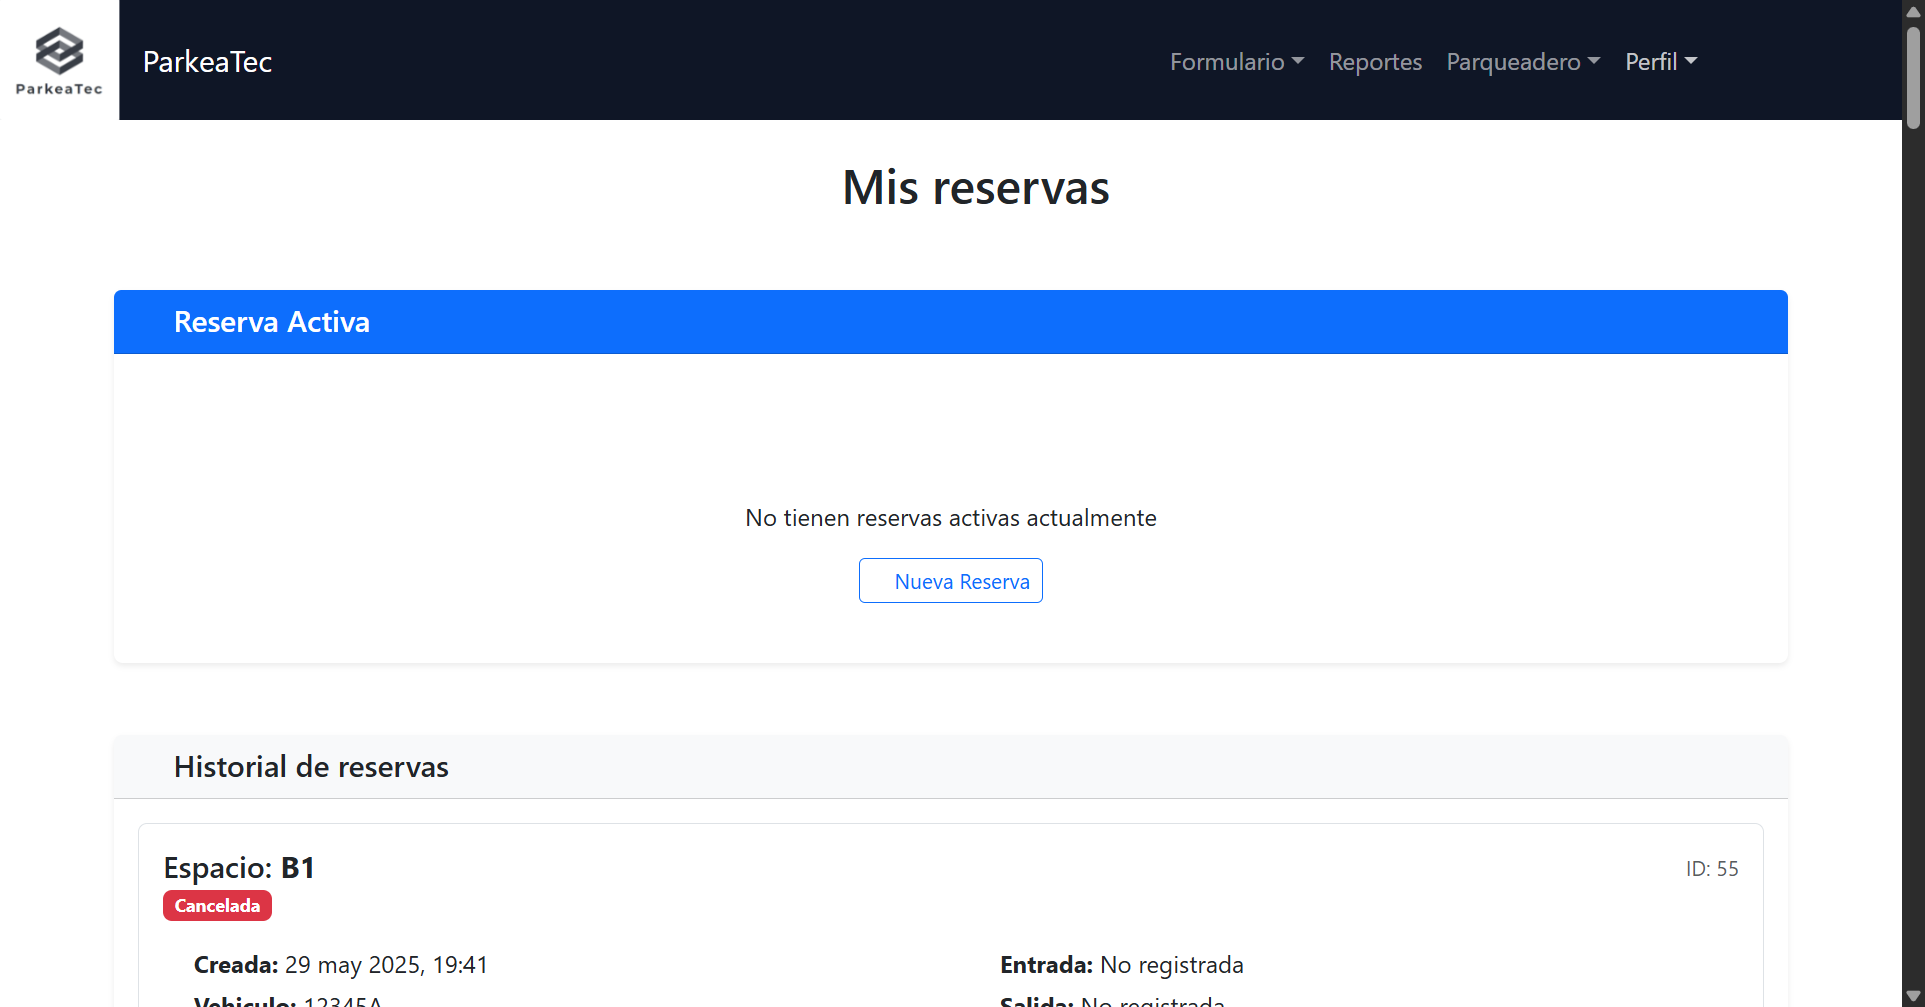 ParkeaTec
ParkeaTec
Formulario
Reportes
Parqueadero
Perfil
Mis reservas
Reserva Activa
No tienen reservas activas actualmente
Nueva Reserva
Historial de reservas
Espacio: B1
ID: 55
Cancelada
Creada: 29 may 2025, 19:41
Entrada: No registrada
Vehiculo: 12345A
Salida: No registrada